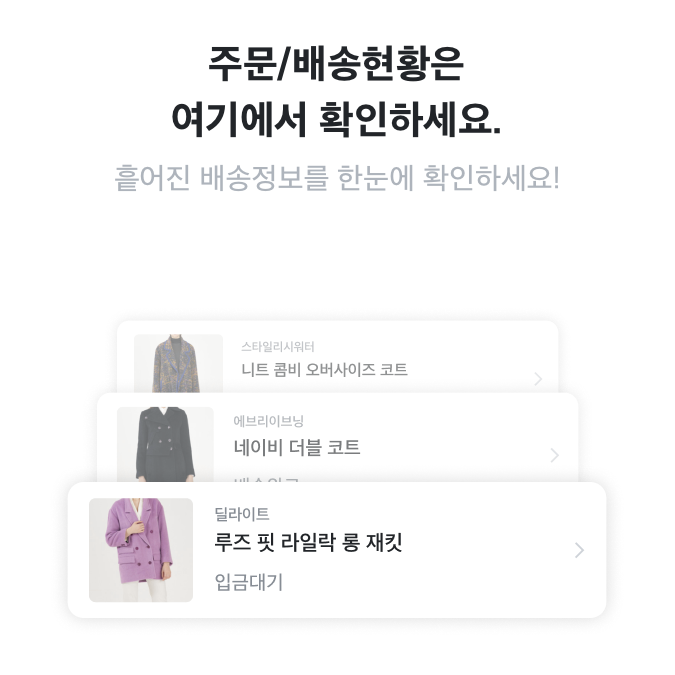 주문/배송현황은
여기에서 확인하세요.
흩어진 배송정보를 한눈에 확인하세요!
스타일리시워터
니트 콤비 오버사이즈 코트
에브리이브닝
네이비 더블 코트
딜라이트
루즈 핏 라일락 롱 재킷
입금대기